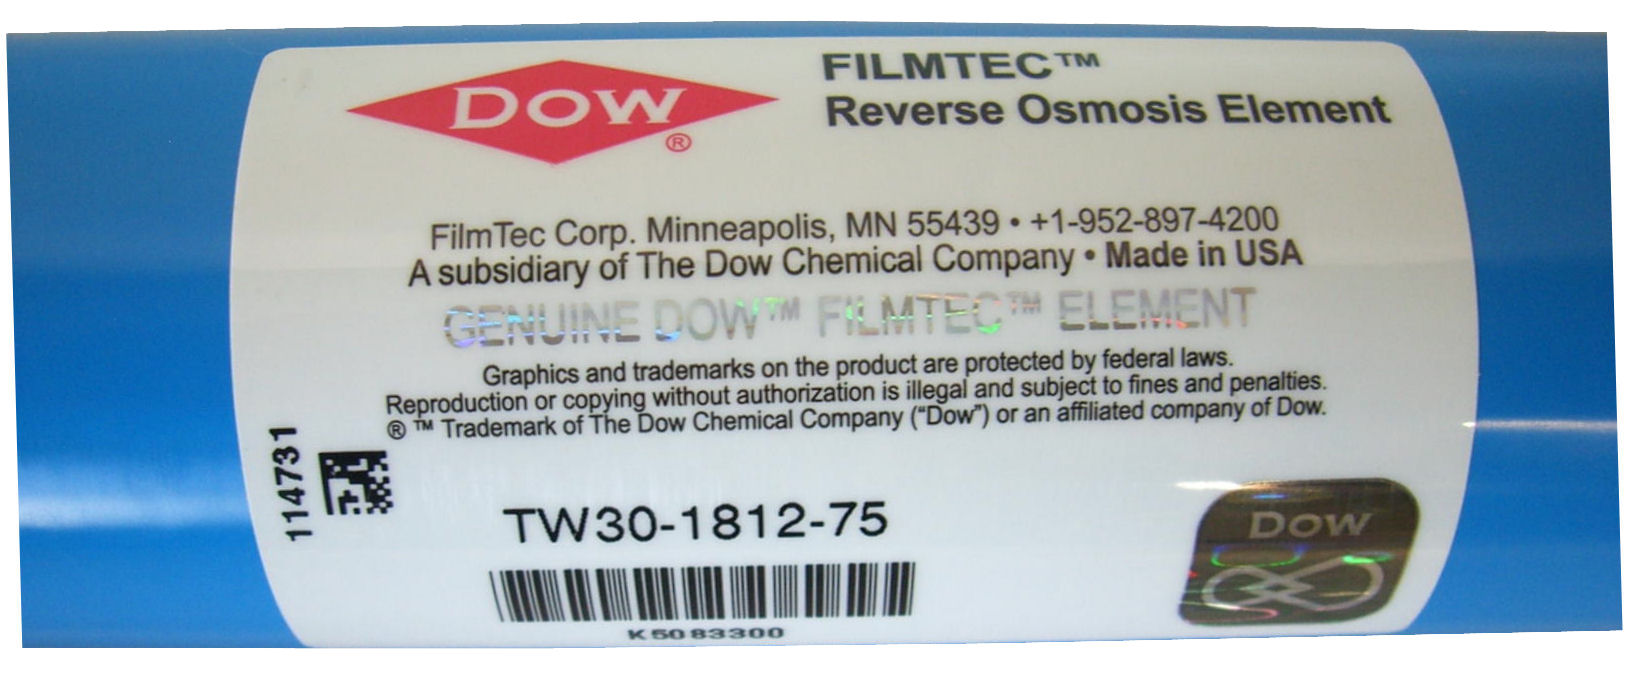 DOW
®
FILMTEC™
Reverse Osmosis Element
FilmTec Corp. Minneapolis, MN 55439 • +1-952-897-4200
A subsidiary of The Dow Chemical Company • Made in USA
GENUINE DOW™ FILMTEC™ ELEMENT
Graphics and trademarks on the product are protected by federal laws.
Reproduction or copying without authorization is illegal and subject to fines and penalties.
® ™ Trademark of The Dow Chemical Company (“Dow”) or an affiliated company of Dow.
114731
TW30-1812-75
K5083300
DOW